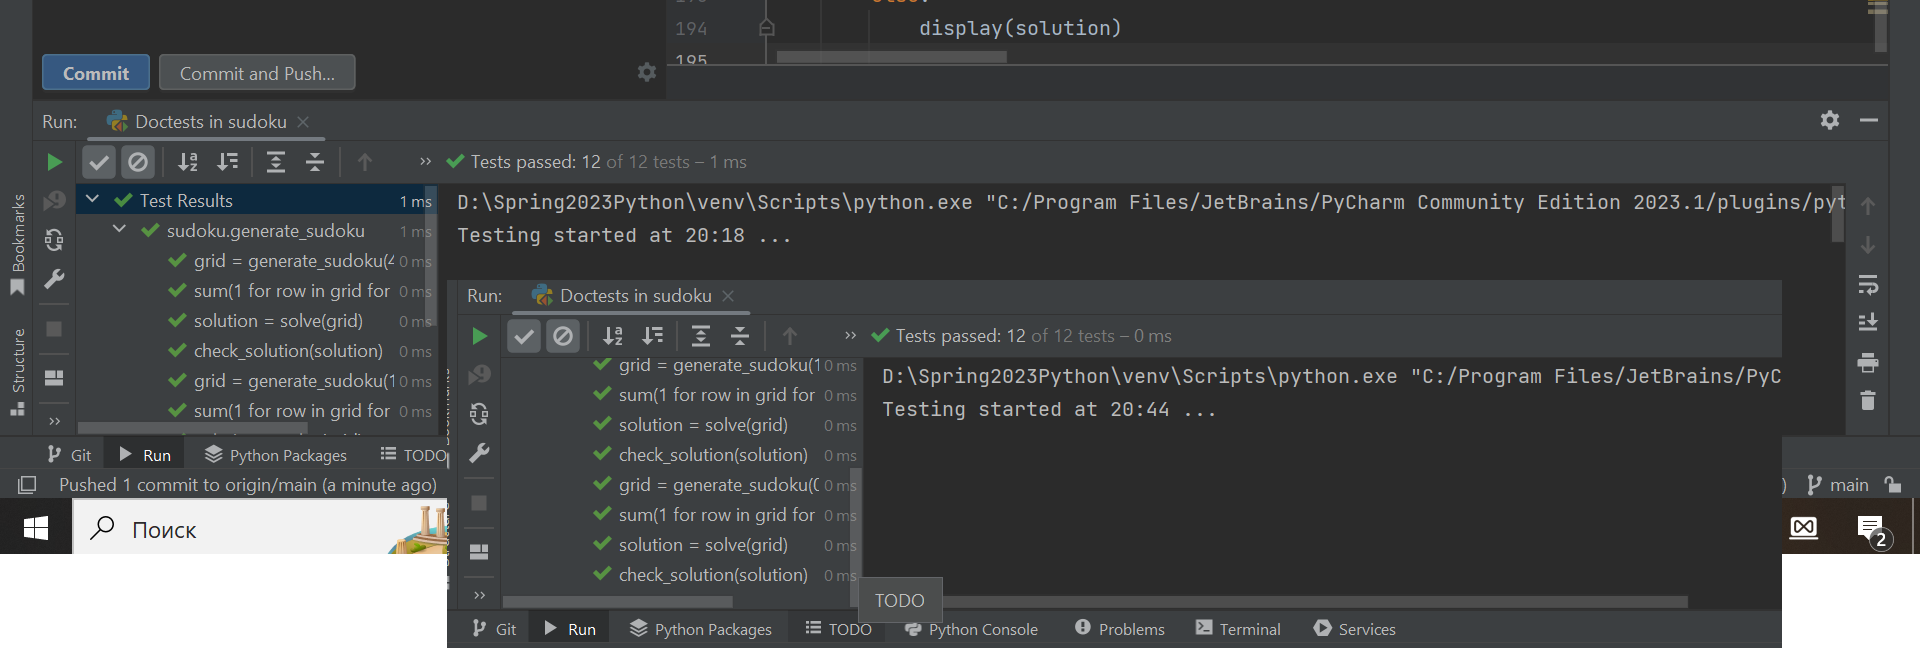 194
display(solution)
195
Commit
Commit and Push...
Run:
Doctests in sudoku
Tests passed: 12 of 12 tests – 1 ms
Test Results
1 ms
sudoku.generate_sudoku
1 ms
grid = generate_sudoku(4
0 ms
sum(1 for row in grid for
0 ms
solution = solve(grid)
0 ms
check_solution(solution)
0 ms
grid = generate_sudoku(1
0 ms
sum(1 for row in grid for
0 ms
D:\Spring2023Python\venv\Scripts\python.exe "C:/Program Files/JetBrains/PyCharm Community Edition 2023.1/plugins/pyt
Testing started at 20:18 ...
Bookmarks
Structure
Git
Run
Python Packages
TODO
Pushed 1 commit to origin/main (a minute ago)
main
Поиск
2
Run:
Doctests in sudoku
Tests passed: 12 of 12 tests – 0 ms
grid = generate_sudoku(1
0 ms
sum(1 for row in grid for
0 ms
solution = solve(grid)
0 ms
check_solution(solution)
0 ms
grid = generate_sudoku(0
0 ms
sum(1 for row in grid for
0 ms
solution = solve(grid)
0 ms
check_solution(solution)
0 ms
D:\Spring2023Python\venv\Scripts\python.exe "C:/Program Files/JetBrains/PyC
Testing started at 20:44 ...
TODO
Git
Run
Python Packages
TODO
Python Console
Problems
Terminal
Services